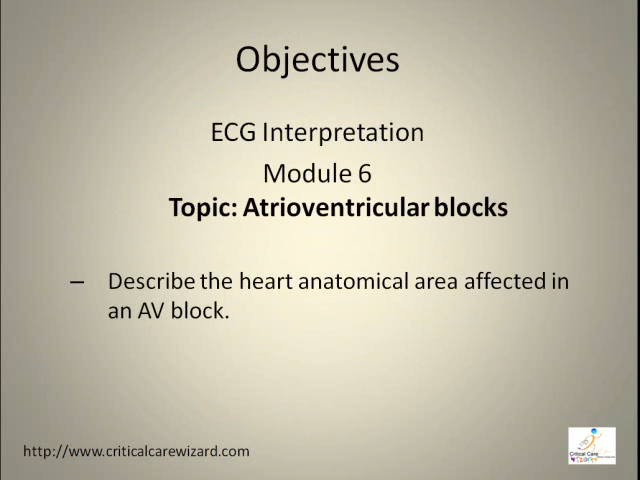 Objectives
ECG Interpretation
Module 6
Topic: Atrioventricular blocks
– Describe the heart anatomical area affected in
an AV block.
http://www.criticalcarewizard.com
Critical Care